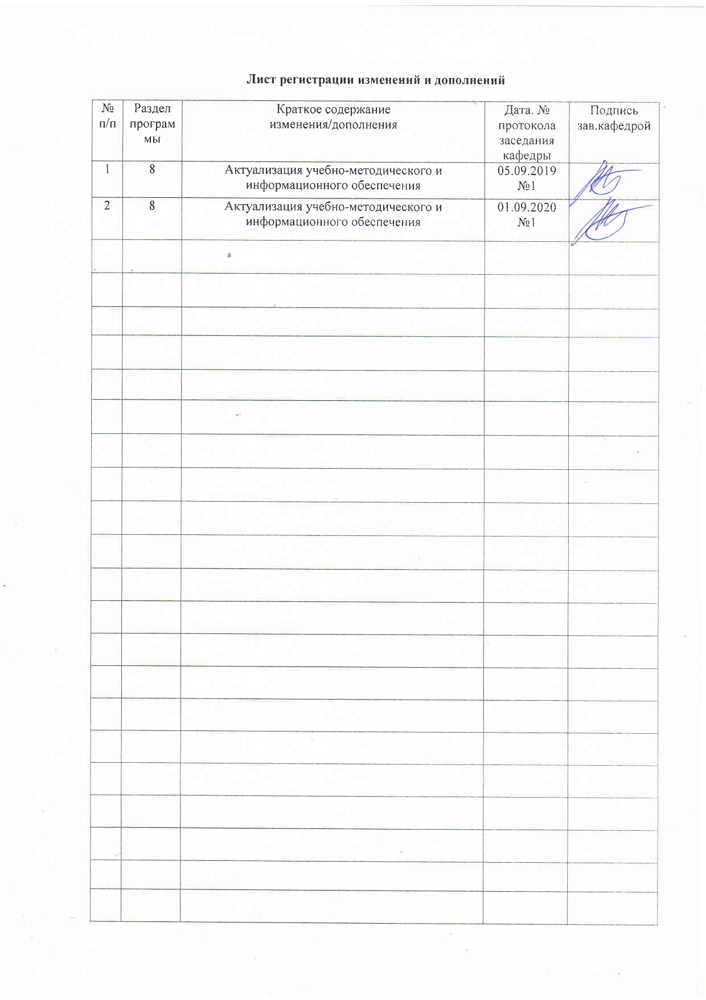 Лист регистрации изменений и дополнений
№
п/п
Раздел
програм
мы
Краткое содержание
изменения/дополнения
Дата. №
протокола
заседания
кафедры
Подпись
зав.кафедрой
1
8
Актуализация учебно-методического и
информационного обеспечения
05.09.2019
№1
2
8
Актуализация учебно-методического и
информационного обеспечения
01.09.2020
№1